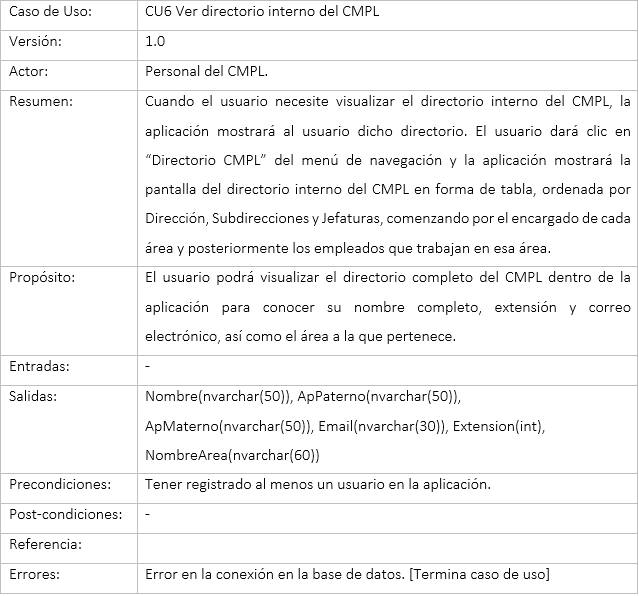 Caso de Uso: CU6 Ver directorio interno del CMPL
Versión: 1.0
Actor: Personal del CMPL.
Resumen: Cuando el usuario necesite visualizar el directorio interno del CMPL, la
aplicación mostrará al usuario dicho directorio. El usuario dará clic en
“Directorio CMPL” del menú de navegación y la aplicación mostrará la
pantalla del directorio interno del CMPL en forma de tabla, ordenada por
Dirección, Subdirecciones y Jefaturas, comenzando por el encargado de cada
área y posteriormente los empleados que trabajan en esa área.
Propósito: El usuario podrá visualizar el directorio completo del CMPL dentro de la
aplicación para conocer su nombre completo, extensión y correo
electrónico, así como el área a la que pertenece.
Entradas: -
Salidas: Nombre(nvarchar(50)), ApPaterno(nvarchar(50)),
ApMaterno(nvarchar(50)), Email(nvarchar(30)), Extension(int),
NombreArea(nvarchar(60))
Precondiciones: Tener registrado al menos un usuario en la aplicación.
Post-condiciones: -
Referencia:
Errores: Error en la conexión en la base de datos. [Termina caso de uso]